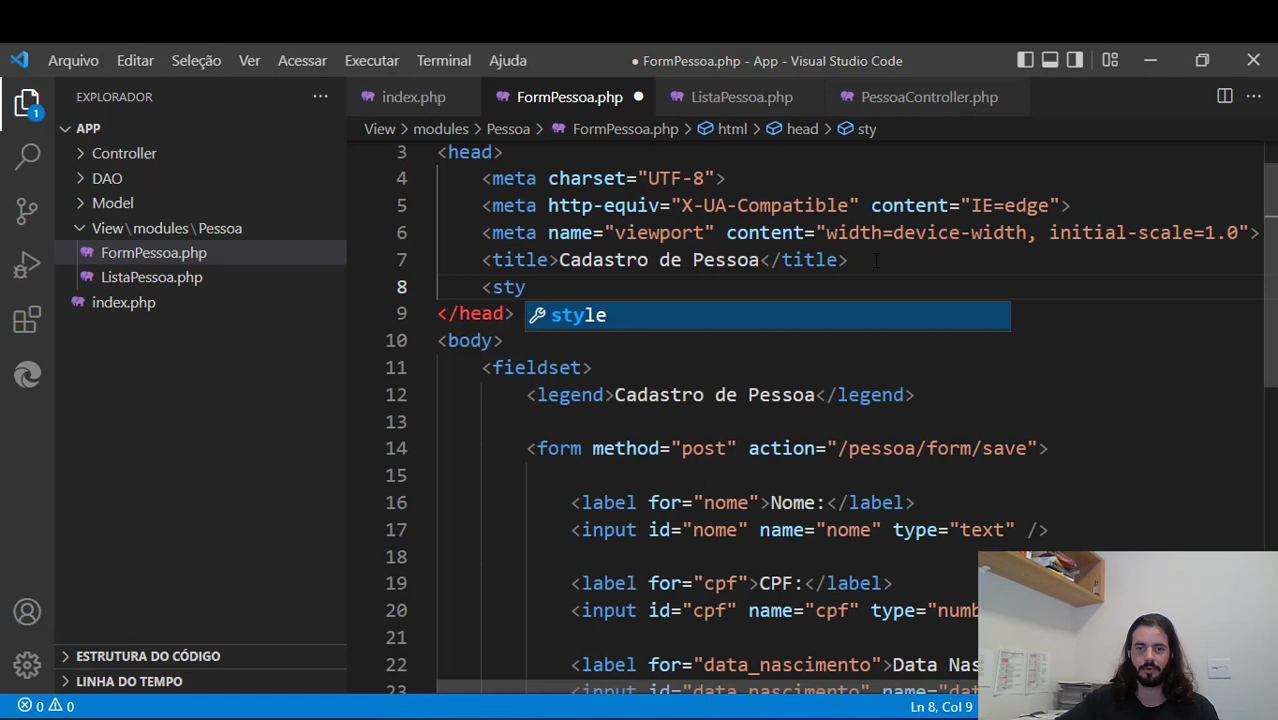 Arquivo Editar Seleção Ver Acessar Executar Terminal Ajuda ● FormPessoa.php - App - Visual Studio Code
EXPLORADOR ··· index.php FormPessoa.php ● ListaPessoa.php PessoaController.php ···
1
APP
View > modules > Pessoa > FormPessoa.php > html > head > sty
Controller
DAO
Model
View\modules\Pessoa
FormPessoa.php
ListaPessoa.php
index.php
3 <head>
4 <meta charset="UTF-8">
5 <meta http-equiv="X-UA-Compatible" content="IE=edge">
6 <meta name="viewport" content="width=device-width, initial-scale=1.0">
7 <title>Cadastro de Pessoa</title>
8 <sty
style
9 </head>
10 <body>
11 <fieldset>
12 <legend>Cadastro de Pessoa</legend>
13
14 <form method="post" action="/pessoa/form/save">
15
16 <label for="nome">Nome:</label>
17 <input id="nome" name="nome" type="text" />
18
19 <label for="cpf">CPF:</label>
20 <input id="cpf" name="cpf" type="numb
21
22 <label for="data_nascimento">Data Nas
23 <input id="data_nascimento" name="dat
ESTRUTURA DO CÓDIGO
LINHA DO TEMPO
0 0 Ln 8, Col 9